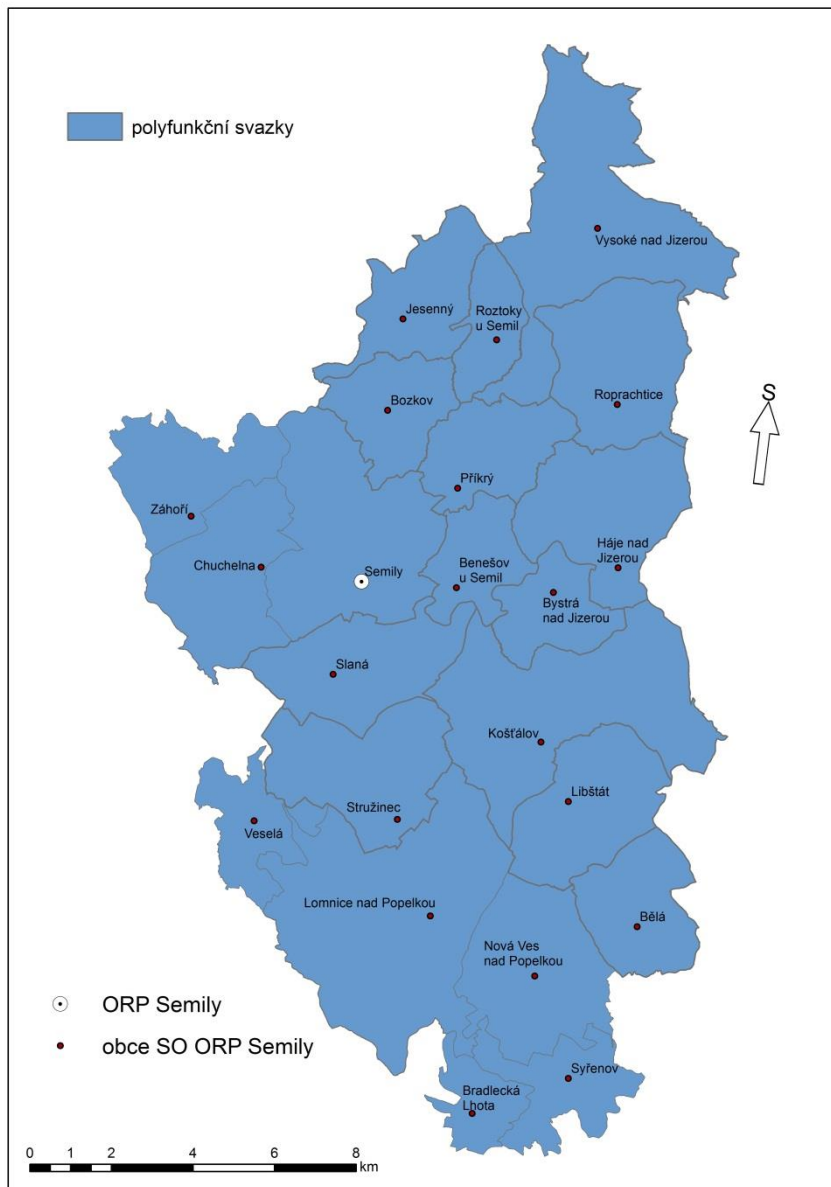 polyfunkční svazky
Vysoké nad Jizerou
Jesenný
Roztoky
u Semil
Roprachtice
Bozkov
S
Příkrý
Záhoří
Háje nad
Jizerou
Chuchelna
Semily
Benešov
u Semil
Bystrá
nad Jizerou
Slaná
Košťálov
Libštát
Stružinec
Veselá
Lomnice nad Popelkou
Bělá
Nová Ves
nad Popelkou
ORP Semily
obce SO ORP Semily
Syřenov
Bradlecká
Lhota
0 1 2 4 6 8
km